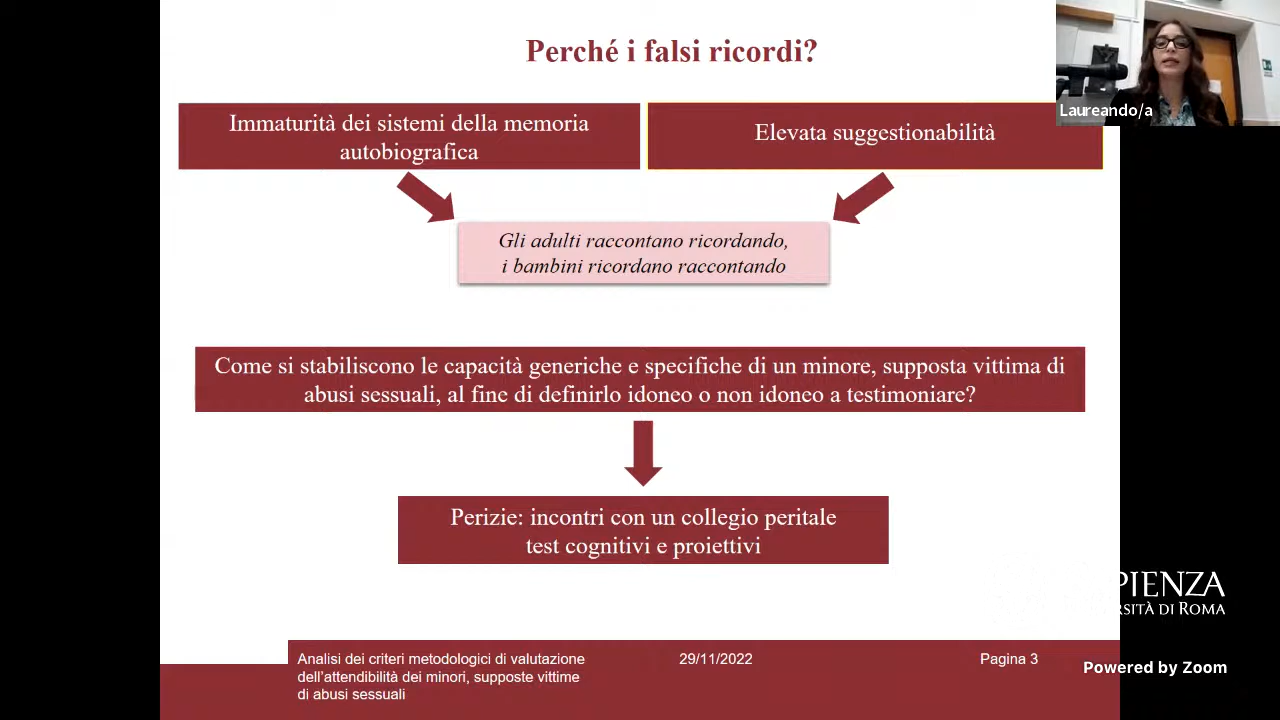 Perché i falsi ricordi?
Laureando/a
Immaturità dei sistemi della memoria
autobiografica
Elevata suggestionabilità
Gli adulti raccontano ricordando,
i bambini ricordano raccontando
Come si stabiliscono le capacità generiche e specifiche di un minore, supposta vittima di
abusi sessuali, al fine di definirlo idoneo o non idoneo a testimoniare?
Perizie: incontri con un collegio peritale
test cognitivi e proiettivi
PIENZA
RSITÀ DI ROMA
Analisi dei criteri metodologici di valutazione
dell'attendibilità dei minori, supposte vittime
di abusi sessuali
29/11/2022
Pagina 3
Powered by Zoom